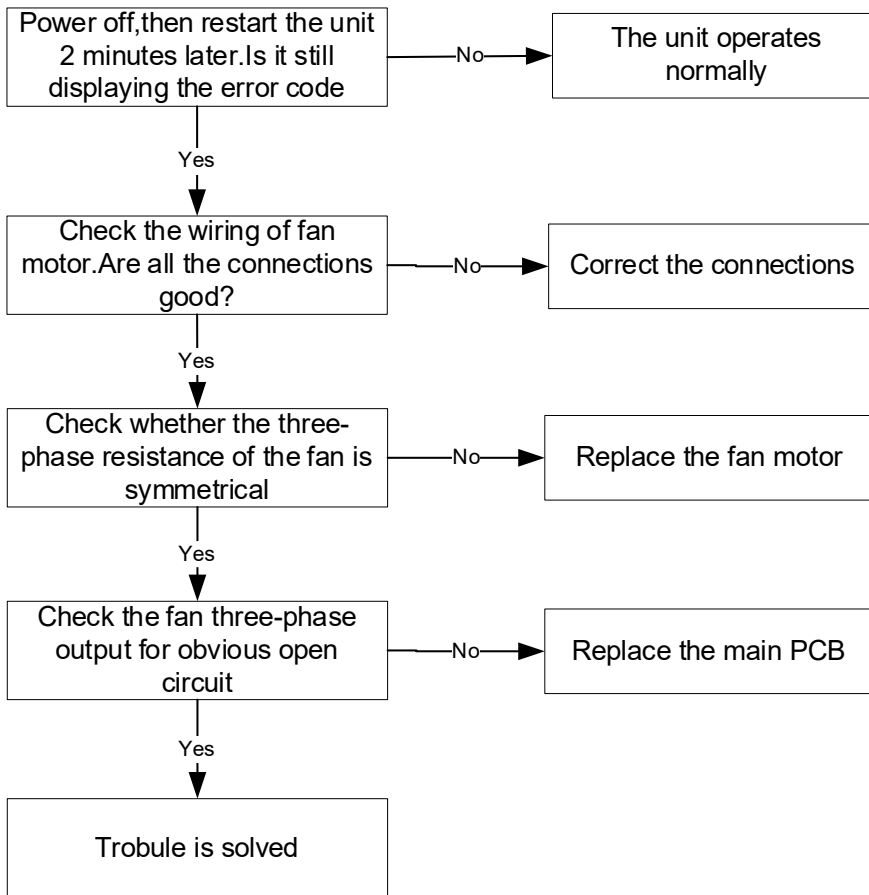 Power off,then restart the unit
2 minutes later.Is it still
displaying the error code
No
The unit operates
normally
Yes
Check the wiring of fan
motor.Are all the connections
good?
No
Correct the connections
Yes
Check whether the three-
phase resistance of the fan is
symmetrical
No
Replace the fan motor
Yes
Check the fan three-phase
output for obvious open
circuit
No
Replace the main PCB
Yes
Trobule is solved